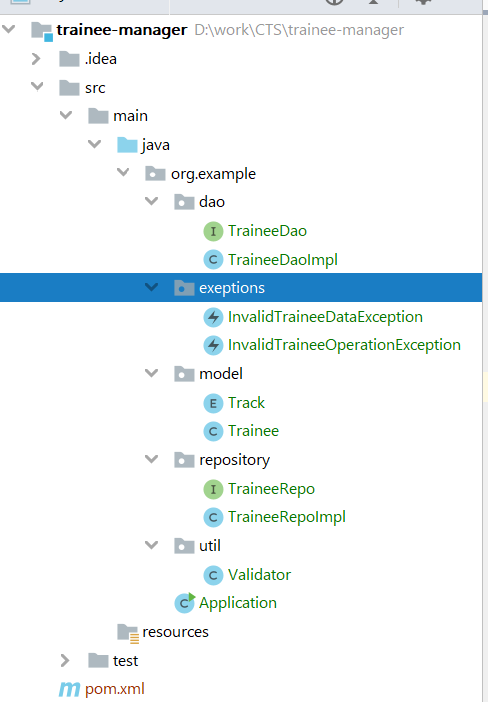 trainee-manager D:\work\CTS\trainee-manager
.idea
src
main
java
org.example
dao
I TraineeDao
C TraineeDaoImpl
exeptions
InvalidTraineeDataException
InvalidTraineeOperationException
model
E Track
C Trainee
repository
I TraineeRepo
C TraineeRepoImpl
util
C Validator
C Application
resources
test
m pom.xml